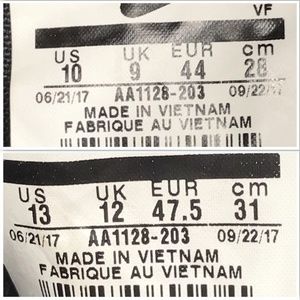 VF
US UK EUR cm
10 9 44 28
06/21/17 AA1128-203 09/22/17
MADE IN VIETNAM
FABRIQUE AU VIETNAM
US UK EUR cm
13 12 47.5 31
06/21/17 AA1128-203 09/22/17
MADE IN VIETNAM
FABRIQUE AU VIETNAM